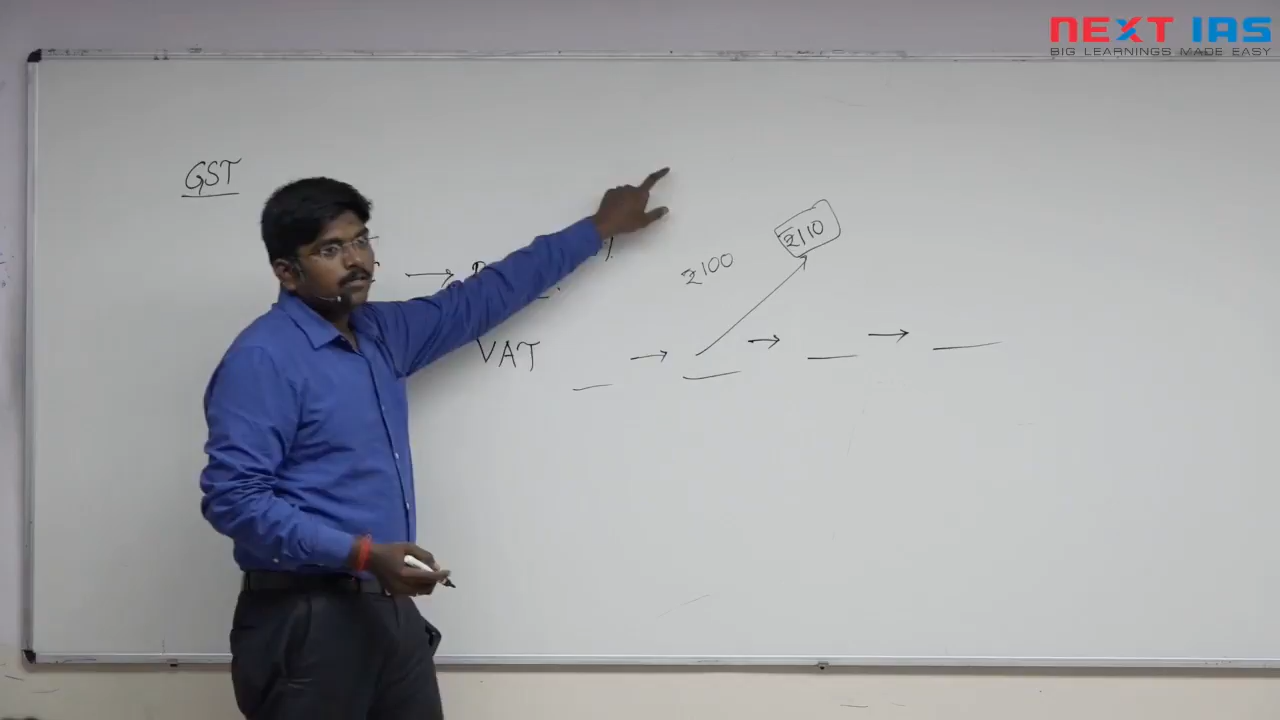 NEXT IAS
BIG LEARNINGS MADE EASY
GST
→
₹100
₹110
VAT → → →